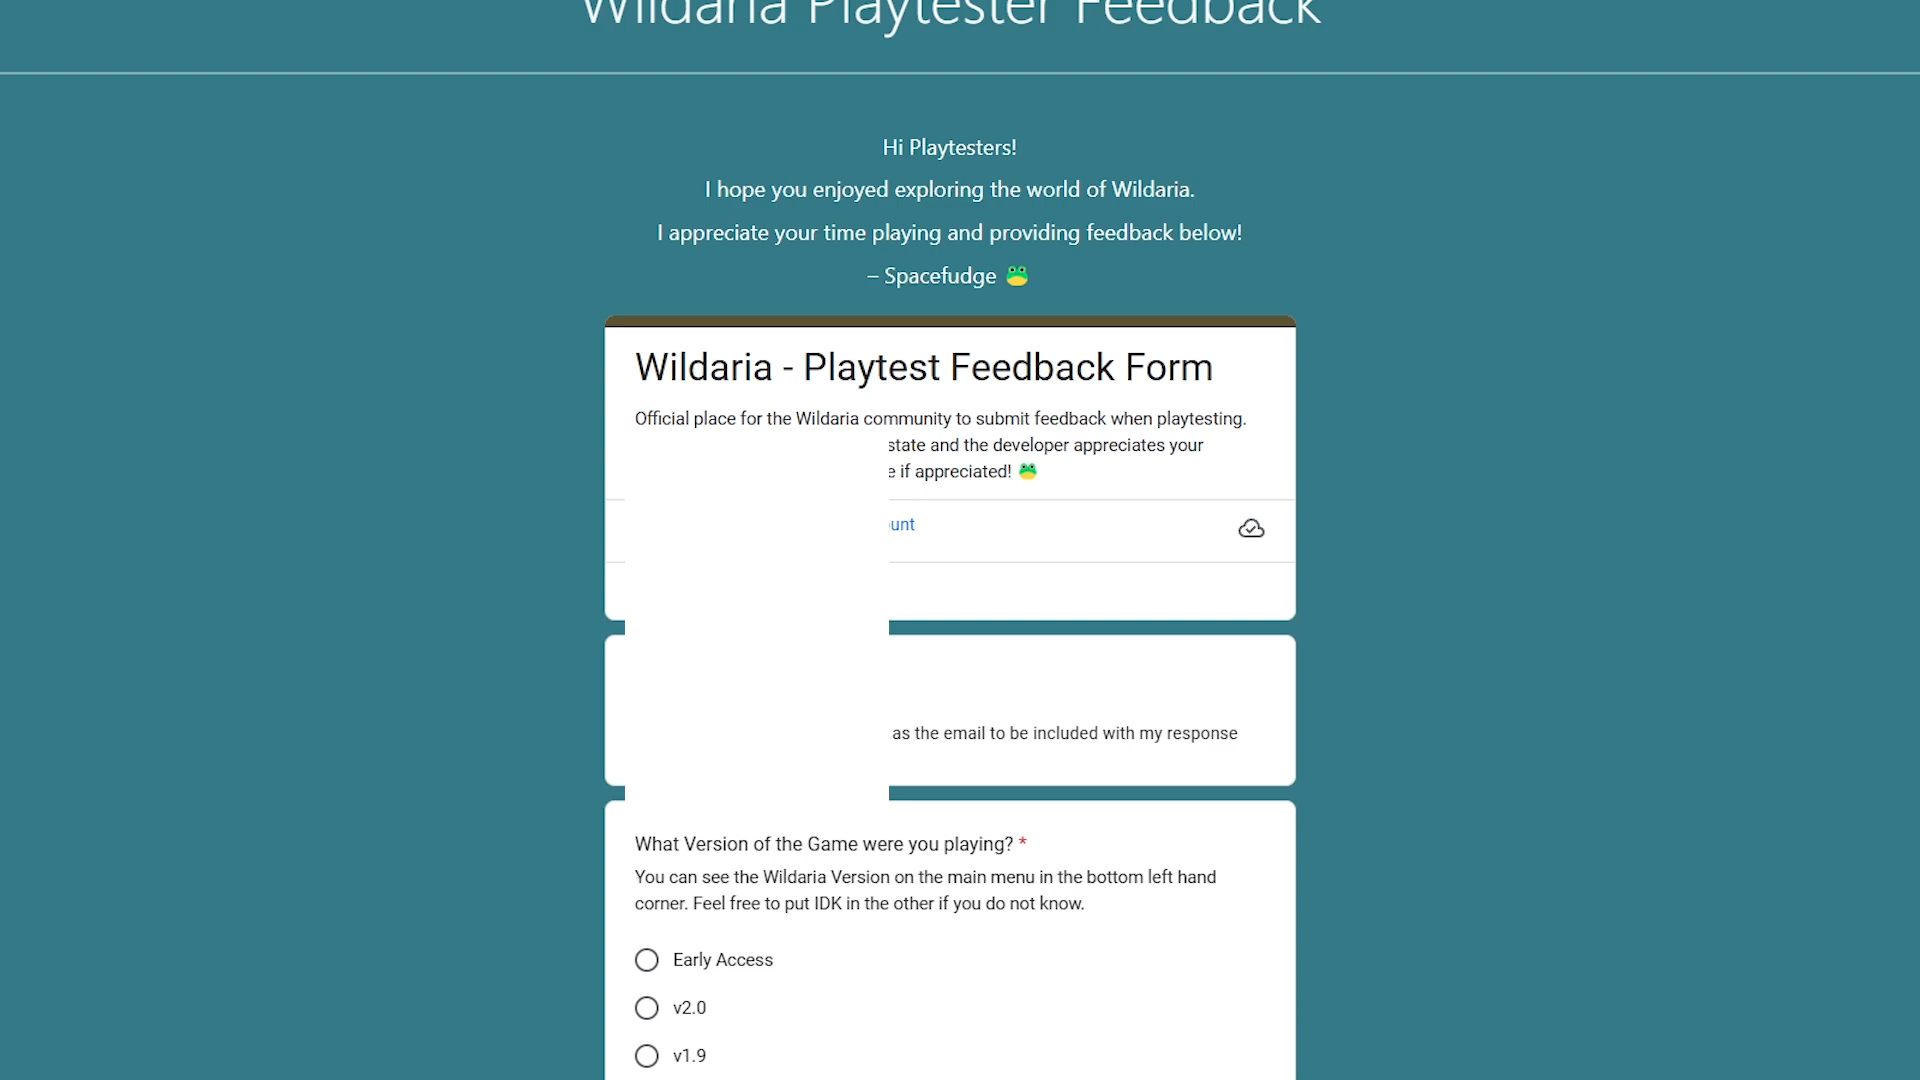 Wildaria Playtester Feedback
Hi Playtesters!
I hope you enjoyed exploring the world of Wildaria.
I appreciate your time playing and providing feedback below!
– Spacefudge 🐸
Wildaria - Playtest Feedback Form
Official place for the Wildaria community to submit feedback when playtesting.
state and the developer appreciates your
if appreciated! 🐸
as the email to be included with my response
What Version of the Game were you playing? *
You can see the Wildaria Version on the main menu in the bottom left hand
corner. Feel free to put IDK in the other if you do not know.
Early Access
v2.0
v1.9